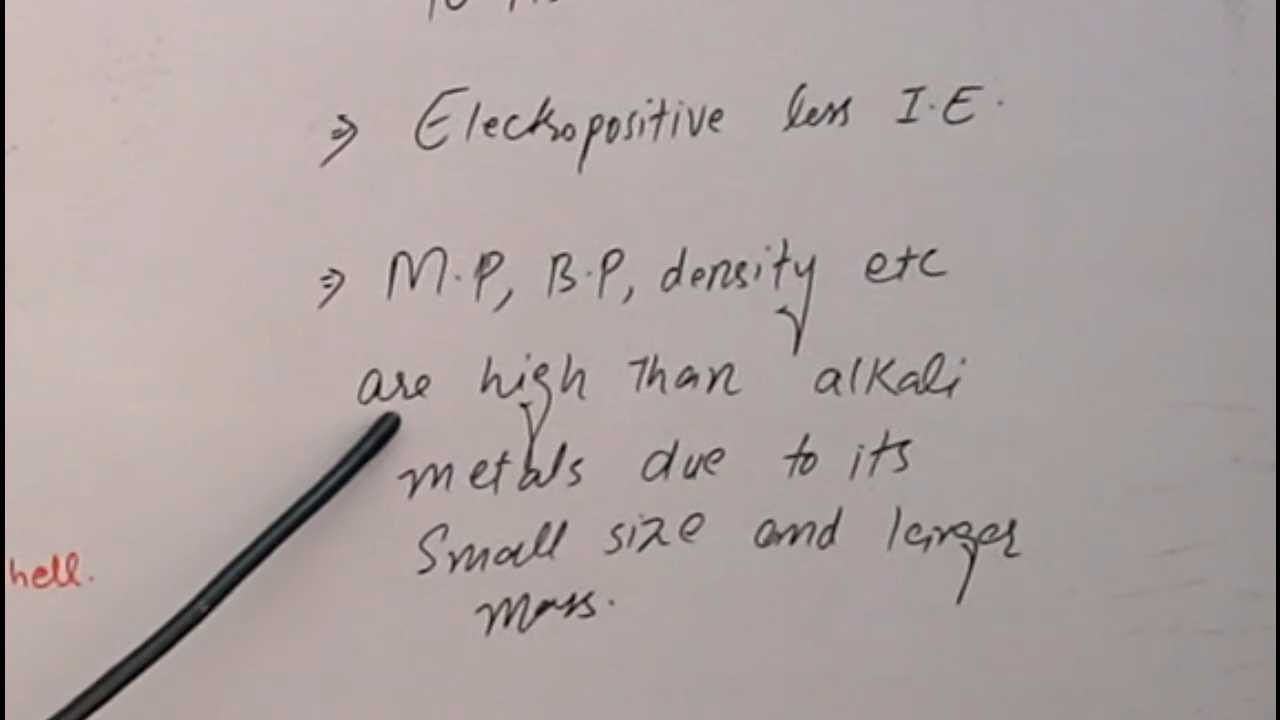 ⇒ Electropositive less I.E.
⇒ M.P, B.P, density etc
are high than alkali
metals due to its
hell.
Small size and larger
mass.